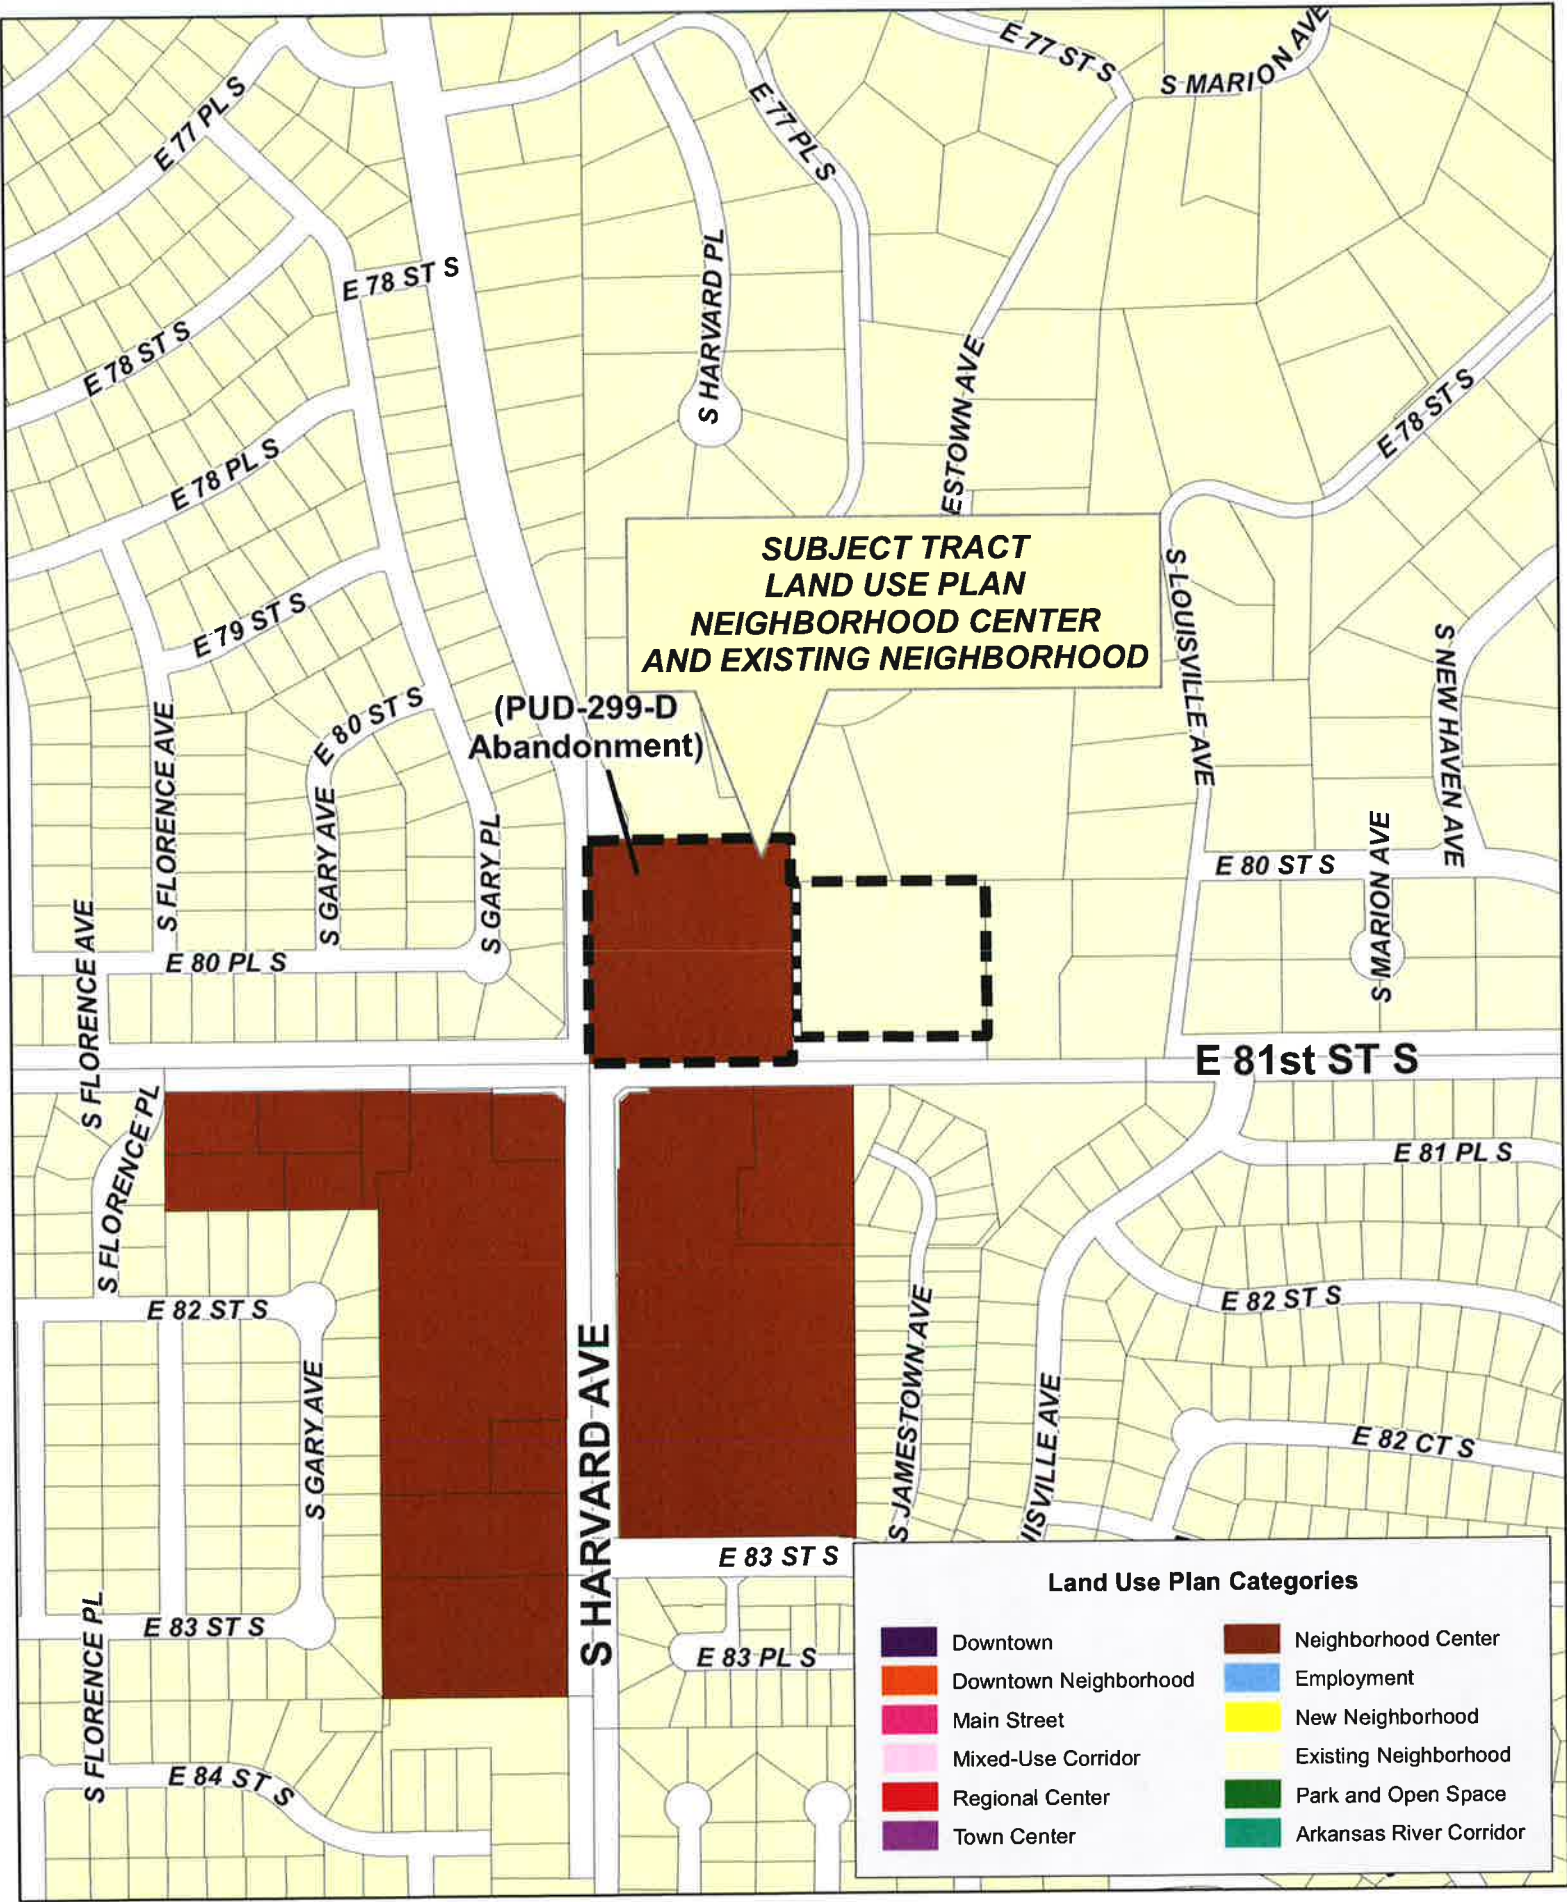 E 77 ST S
S MARION AVE
E 77 PL S
E 77 PL S
E 78 ST S
S HARVARD PL
E 78 ST S
ESTOWN AVE
E 78 ST S
E 78 PL S
SUBJECT TRACT
LAND USE PLAN
NEIGHBORHOOD CENTER
AND EXISTING NEIGHBORHOOD
S LOUISVILLE AVE
E 79 ST S
S NEW HAVEN AVE
E 80 ST S
(PUD-299-D
Abandonment)
S FLORENCE AVE
S GARY AVE
S GARY PL
E 80 ST S
S MARION AVE
S FLORENCE AVE
E 80 PL S
E 81st ST S
S FLORENCE PL
E 81 PL S
E 82 ST S
E 82 ST S
S GARY AVE
S HARVARD AVE
S JAMESTOWN AVE
ISVILLE AVE
E 82 CT S
E 83 ST S
E 83 ST S
S FLORENCE PL
E 83 PL S
E 84 ST S
Land Use Plan Categories
Downtown
Downtown Neighborhood
Main Street
Mixed-Use Corridor
Regional Center
Town Center
Neighborhood Center
Employment
New Neighborhood
Existing Neighborhood
Park and Open Space
Arkansas River Corridor